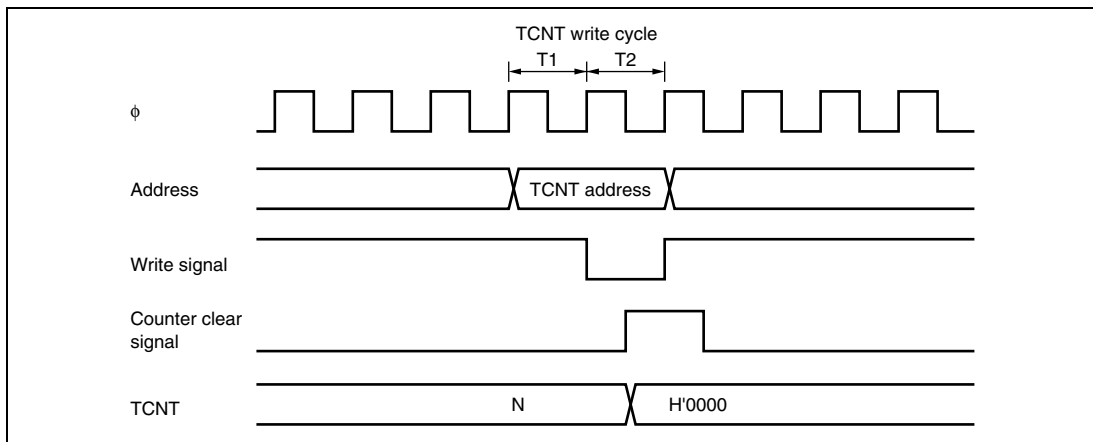 TCNT write cycle
T1 T2
ϕ
Address
TCNT address
Write signal
Counter clear
signal
TCNT
N
H'0000